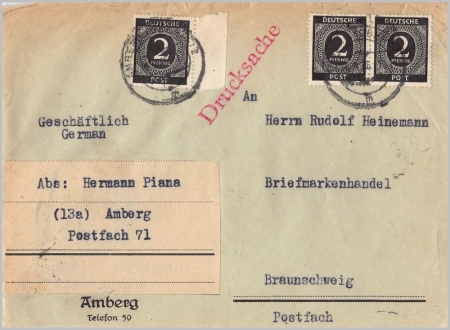 DEUTSCHE
2
PFENNIG
POST
DEUTSCHE
2
PFENNIG
POST
DEUTSCHE
2
PFENNIG
POST
Drucksache
An
Geschäftlich
German
Herrn Rudolf Heinemann
Abs: Hermann Piana
Briefmarkenhandel
(13a) Amberg
Postfach 71
Braunschweig
Amberg
Telefon 59
Postfach